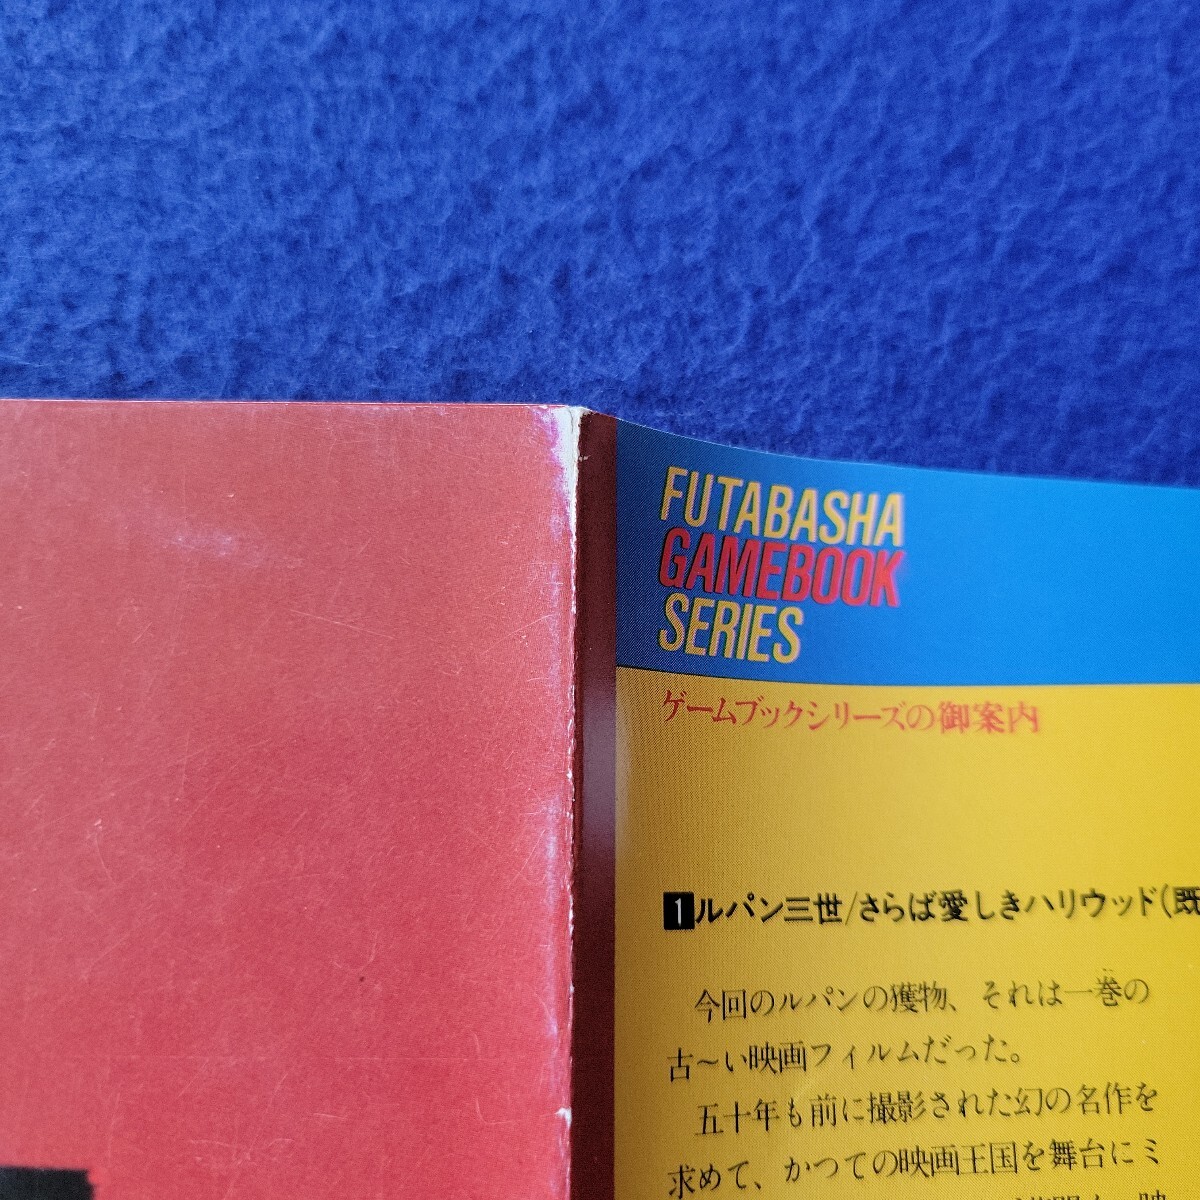 FUTABASHA
GAMEBOOK
SERIES
ゲームブックシリーズの御案内
1 ルパン三世/さらば愛しきハリウッド(既
今回のルパンの獲物、それは一巻の
古〜い映画フィルムだった。
五十年も前に撮影された幻の名作を
求めて、かつての映画王国を舞台にミ